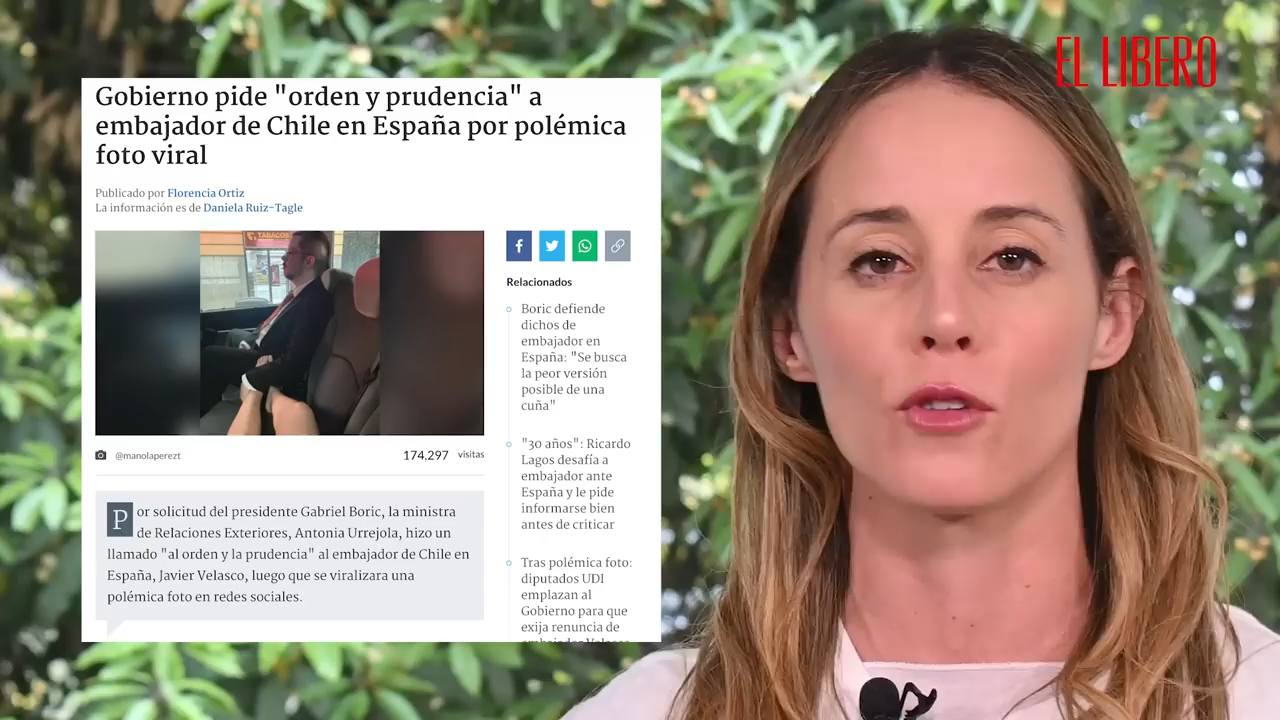 EL LIBERO
Gobierno pide "orden y prudencia" a
embajador de Chile en España por polémica
foto viral
Publicado por Florencia Ortiz
La información es de Daniela Ruiz-Tagle
TABACOS
@manolaperezt
174,297 visitas
Por solicitud del presidente Gabriel Boric, la ministra
de Relaciones Exteriores, Antonia Urrejola, hizo un
llamado "al orden y la prudencia" al embajador de Chile en
España, Javier Velasco, luego que se viralizara una
polémica foto en redes sociales.
Relacionados
Boric defiende
dichos de
embajador en
España: "Se busca
la peor versión
posible de una
cuña"
"30 años": Ricardo
Lagos desafía a
embajador ante
España y le pide
informarse bien
antes de criticar
Tras polémica foto:
diputados UDI
emplazan al
Gobierno para que
exija renuncia de